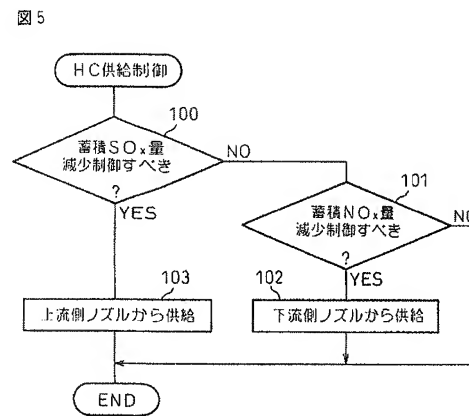 図5
HC供給制御
100
蓄積SOx量
減少制御すべき
?
NO
YES
101
蓄積NOx量
減少制御すべき
?
NO
YES
103
上流側ノズルから供給
102
下流側ノズルから供給
END